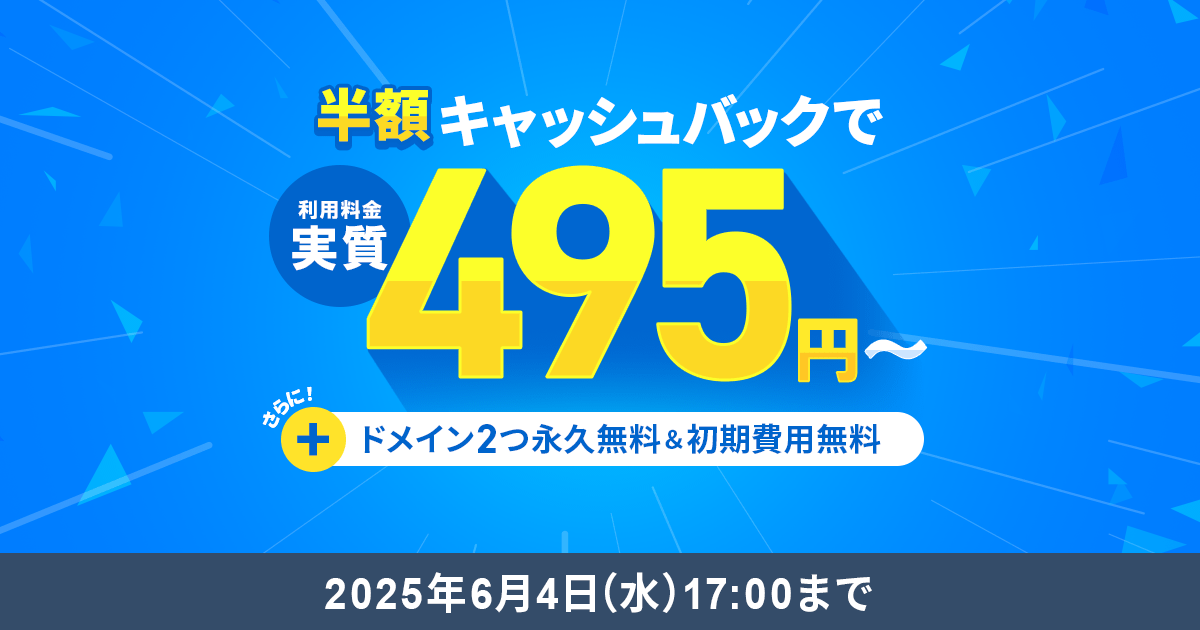 半額キャッシュバックで
利用料金
実質
495円〜
さらに!
+ ドメイン2つ永久無料&初期費用無料
2025年6月4日(水)17:00まで